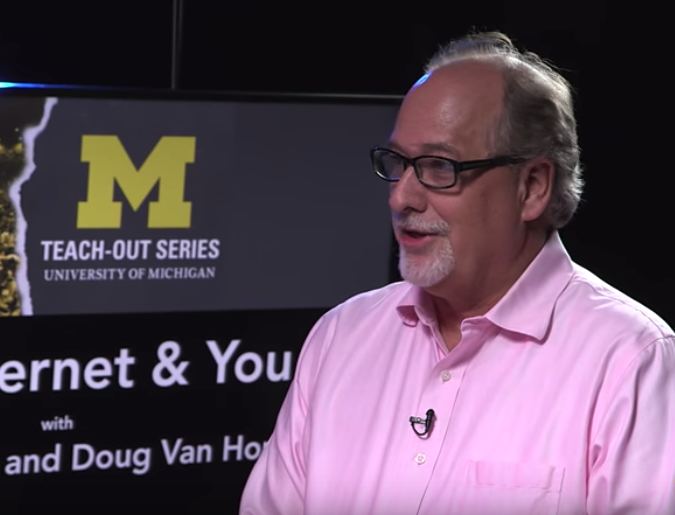 M
TEACH-OUT SERIES
UNIVERSITY OF MICHIGAN
ernet & You
with
and Doug Van Ho